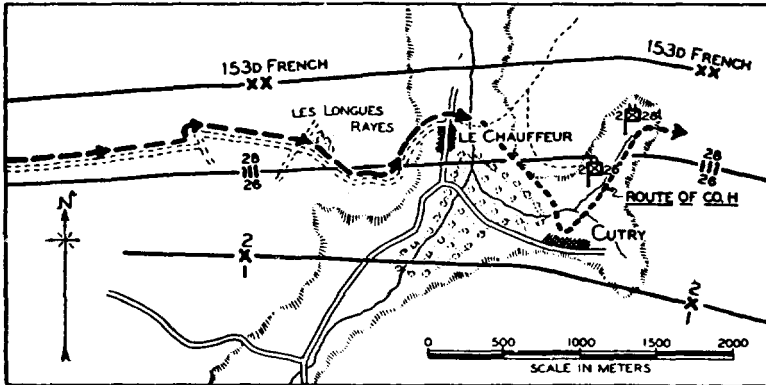 153D FRENCH
XX
153D FRENCH
XX
LES LONGUES
RAYES
LE CHAUFFEUR
2 28
28
III
26
2 26
28
III
26
ROUTE OF CO. H
CUTRY
N
2
X
1
2
X
1
0 500 1000 1500 2000
SCALE IN METERS